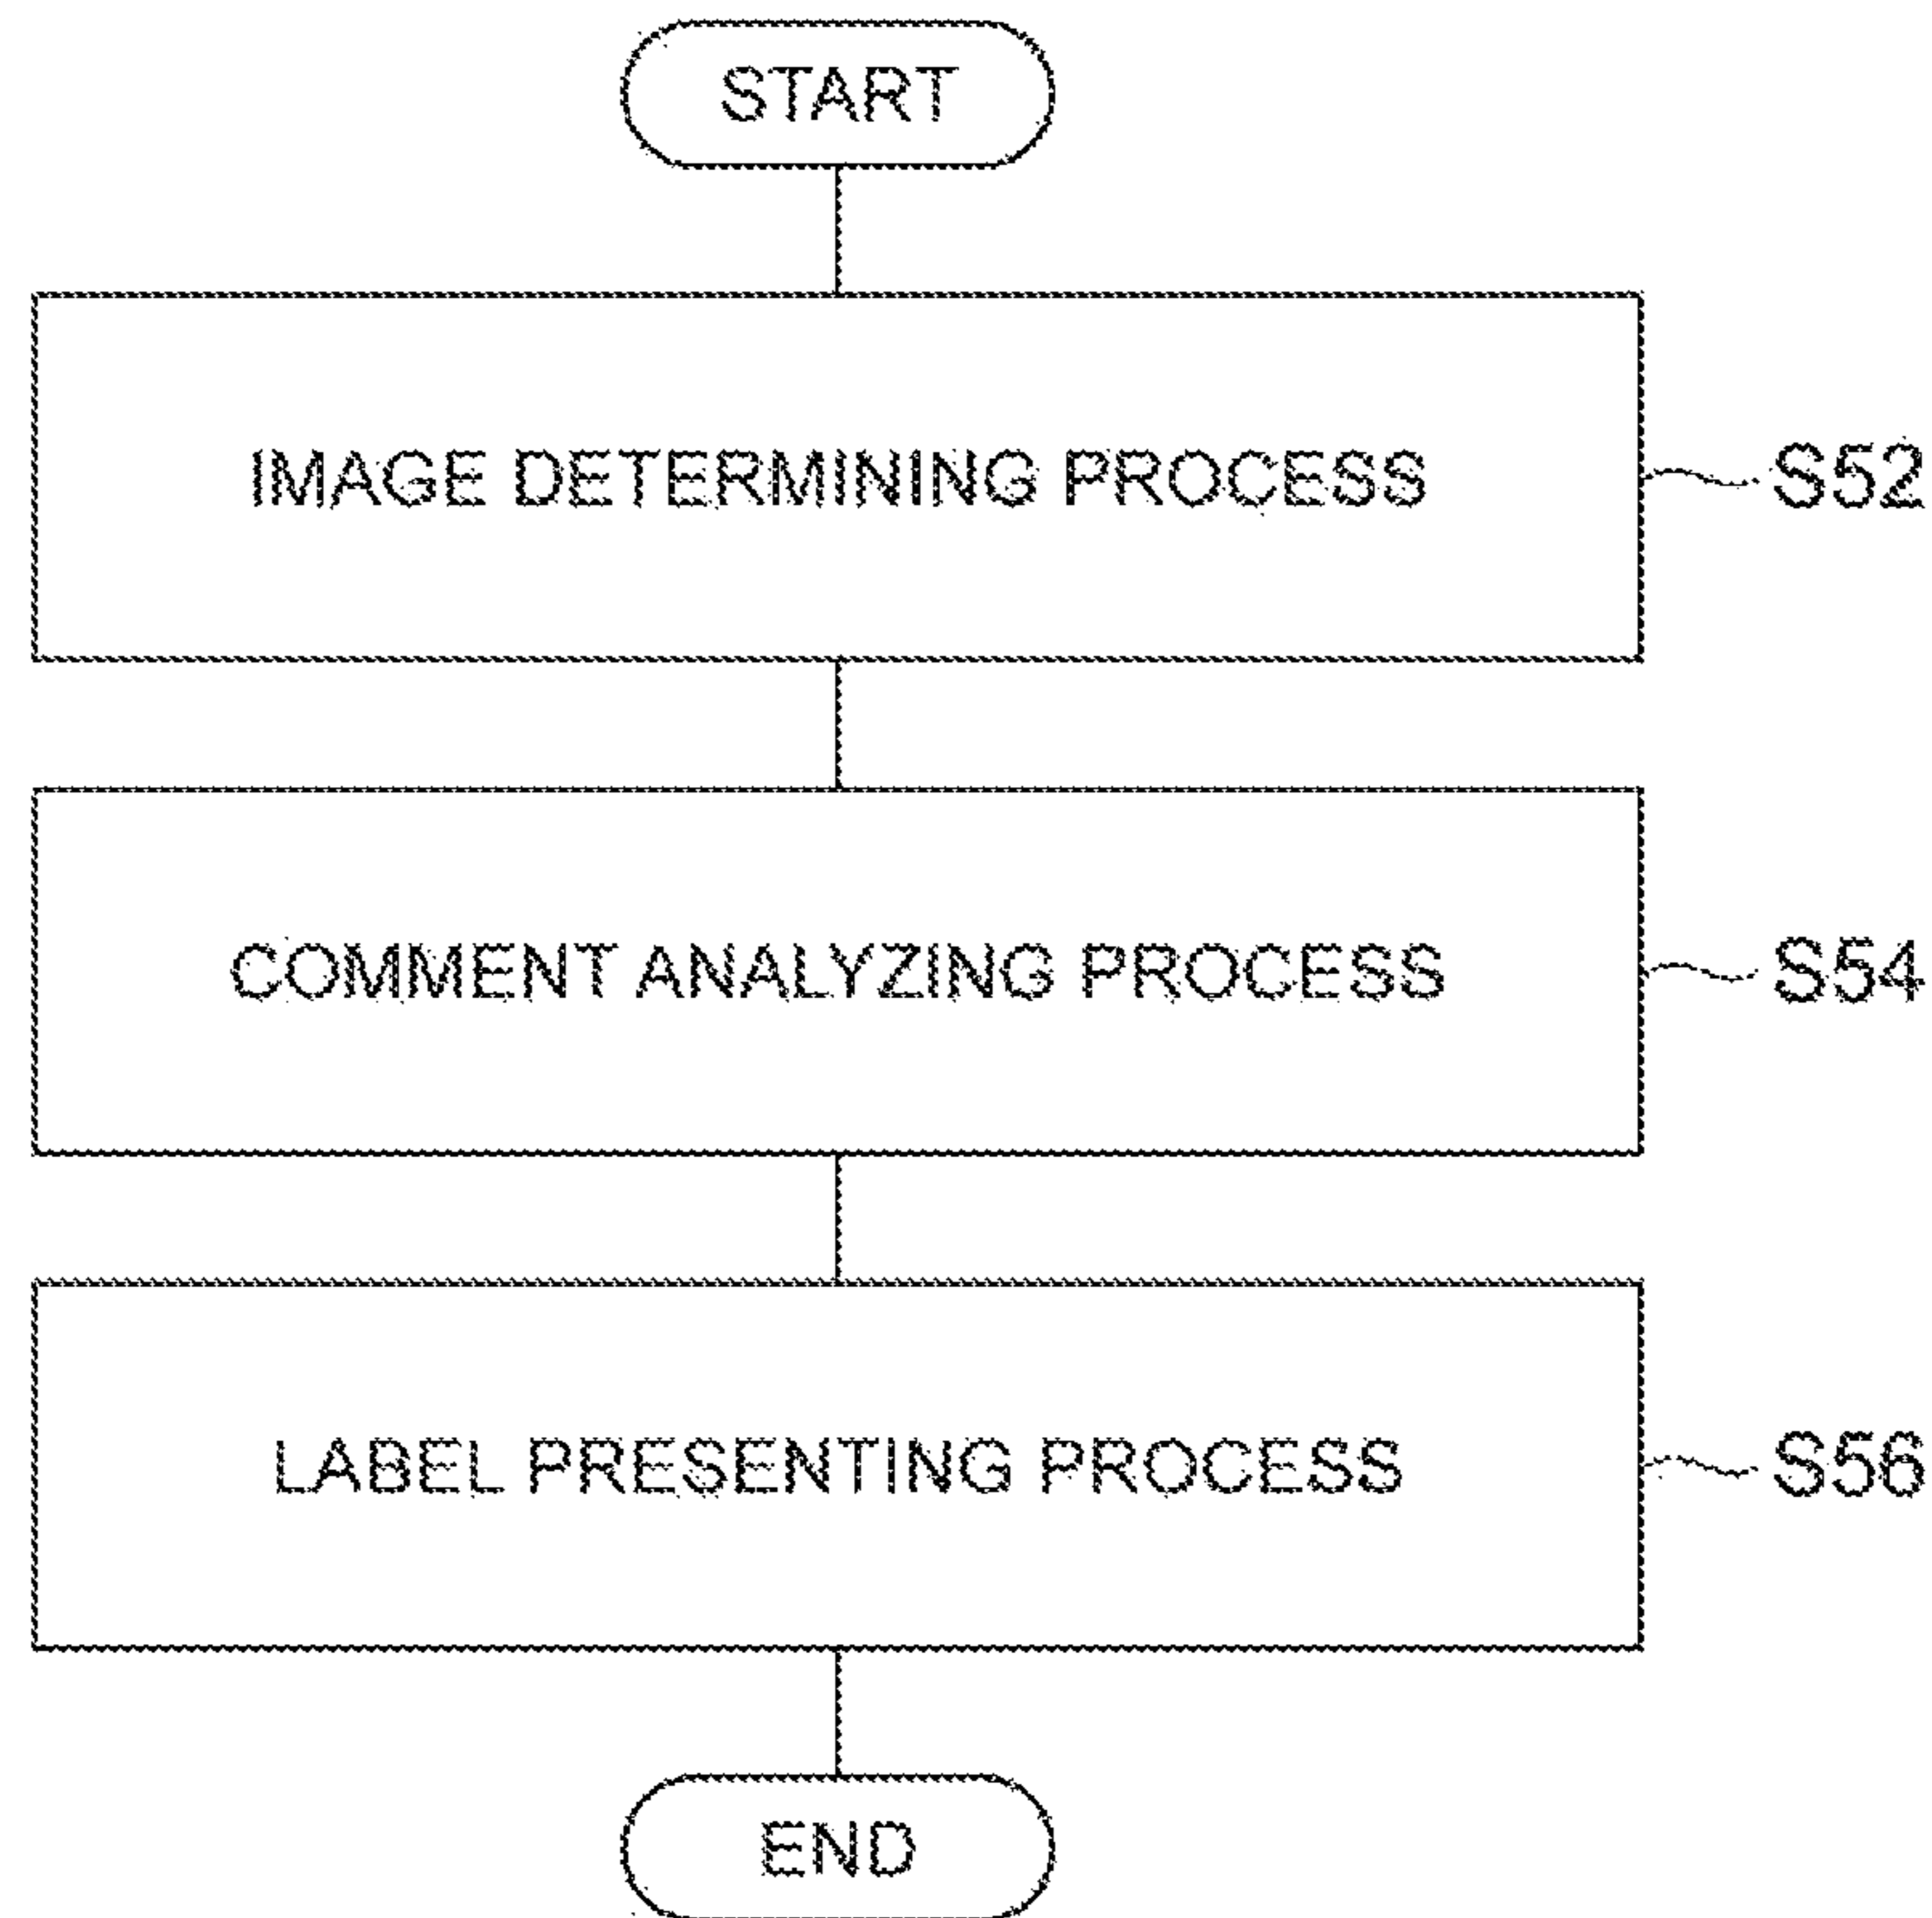 START
IMAGE DETERMINING PROCESS
S52
COMMENT ANALYZING PROCESS
S54
LABEL PRESENTING PROCESS
S56
END